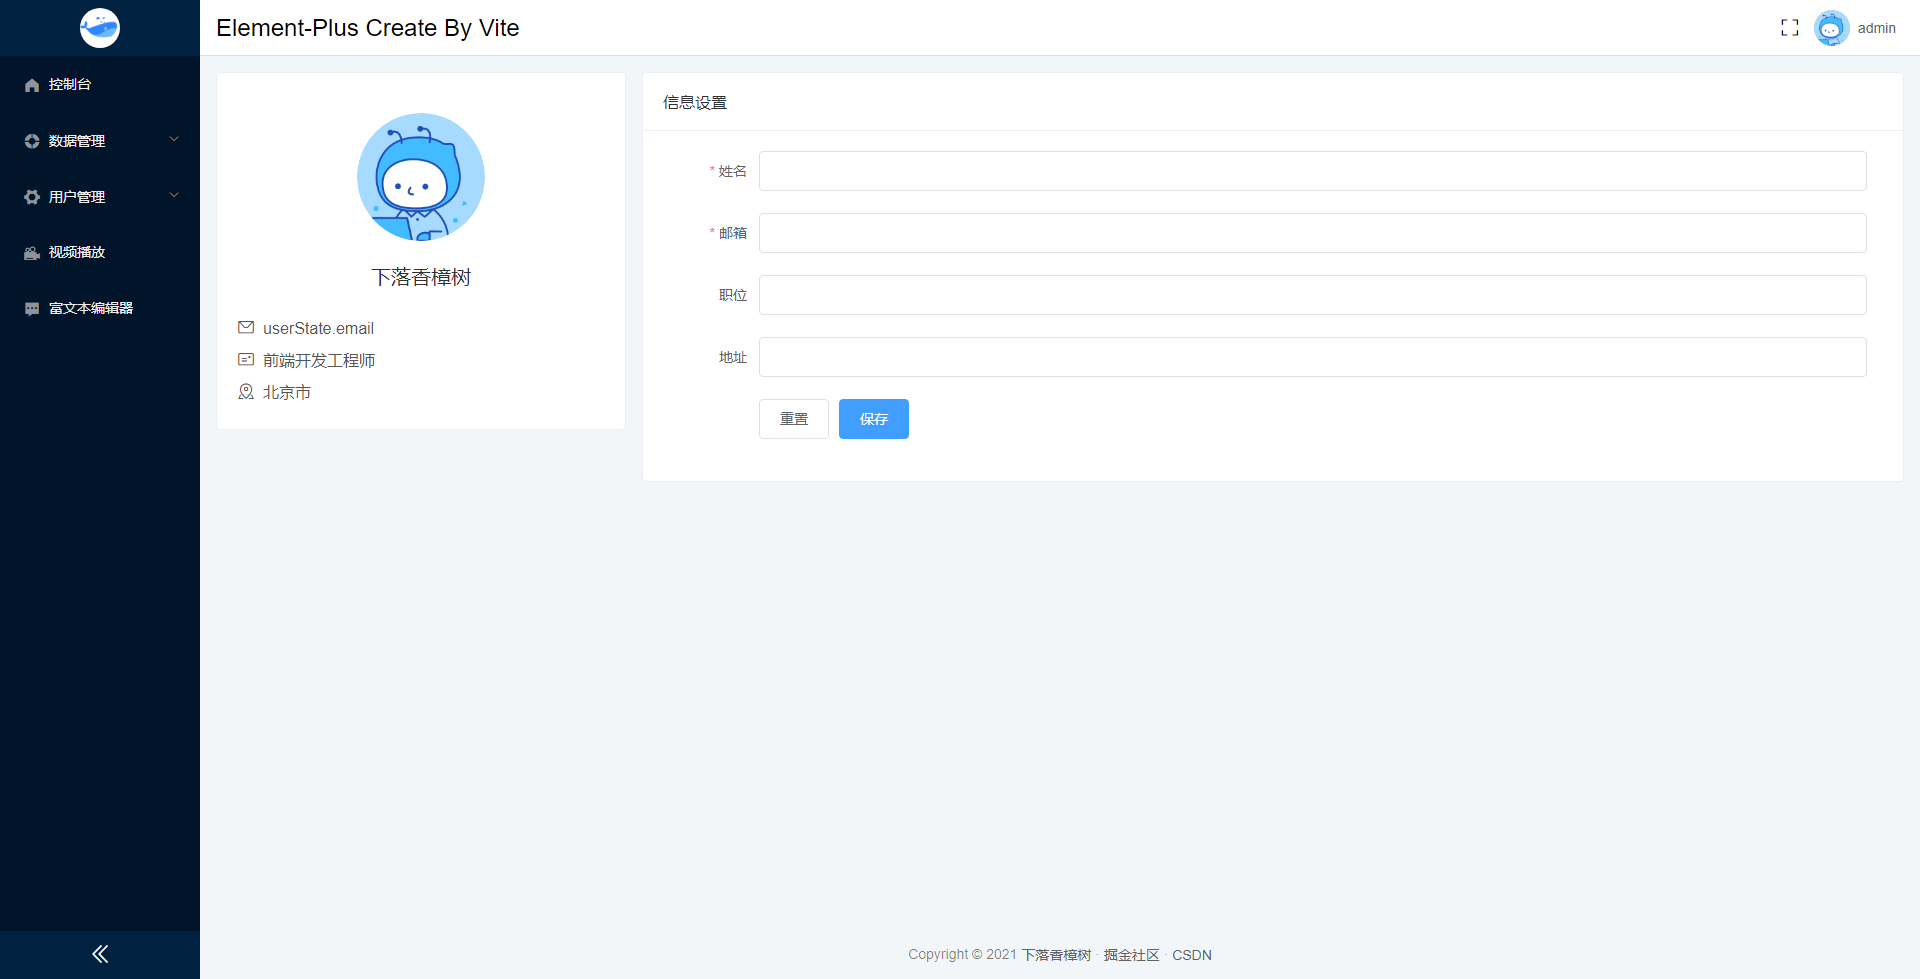 Element-Plus Create By Vite
admin
控制台
数据管理
用户管理
视频播放
富文本编辑器
下落香樟树
userState.email
前端开发工程师
北京市
信息设置
* 姓名
* 邮箱
职位
地址
重置 保存
Copyright © 2021 下落香樟树 · 掘金社区 · CSDN